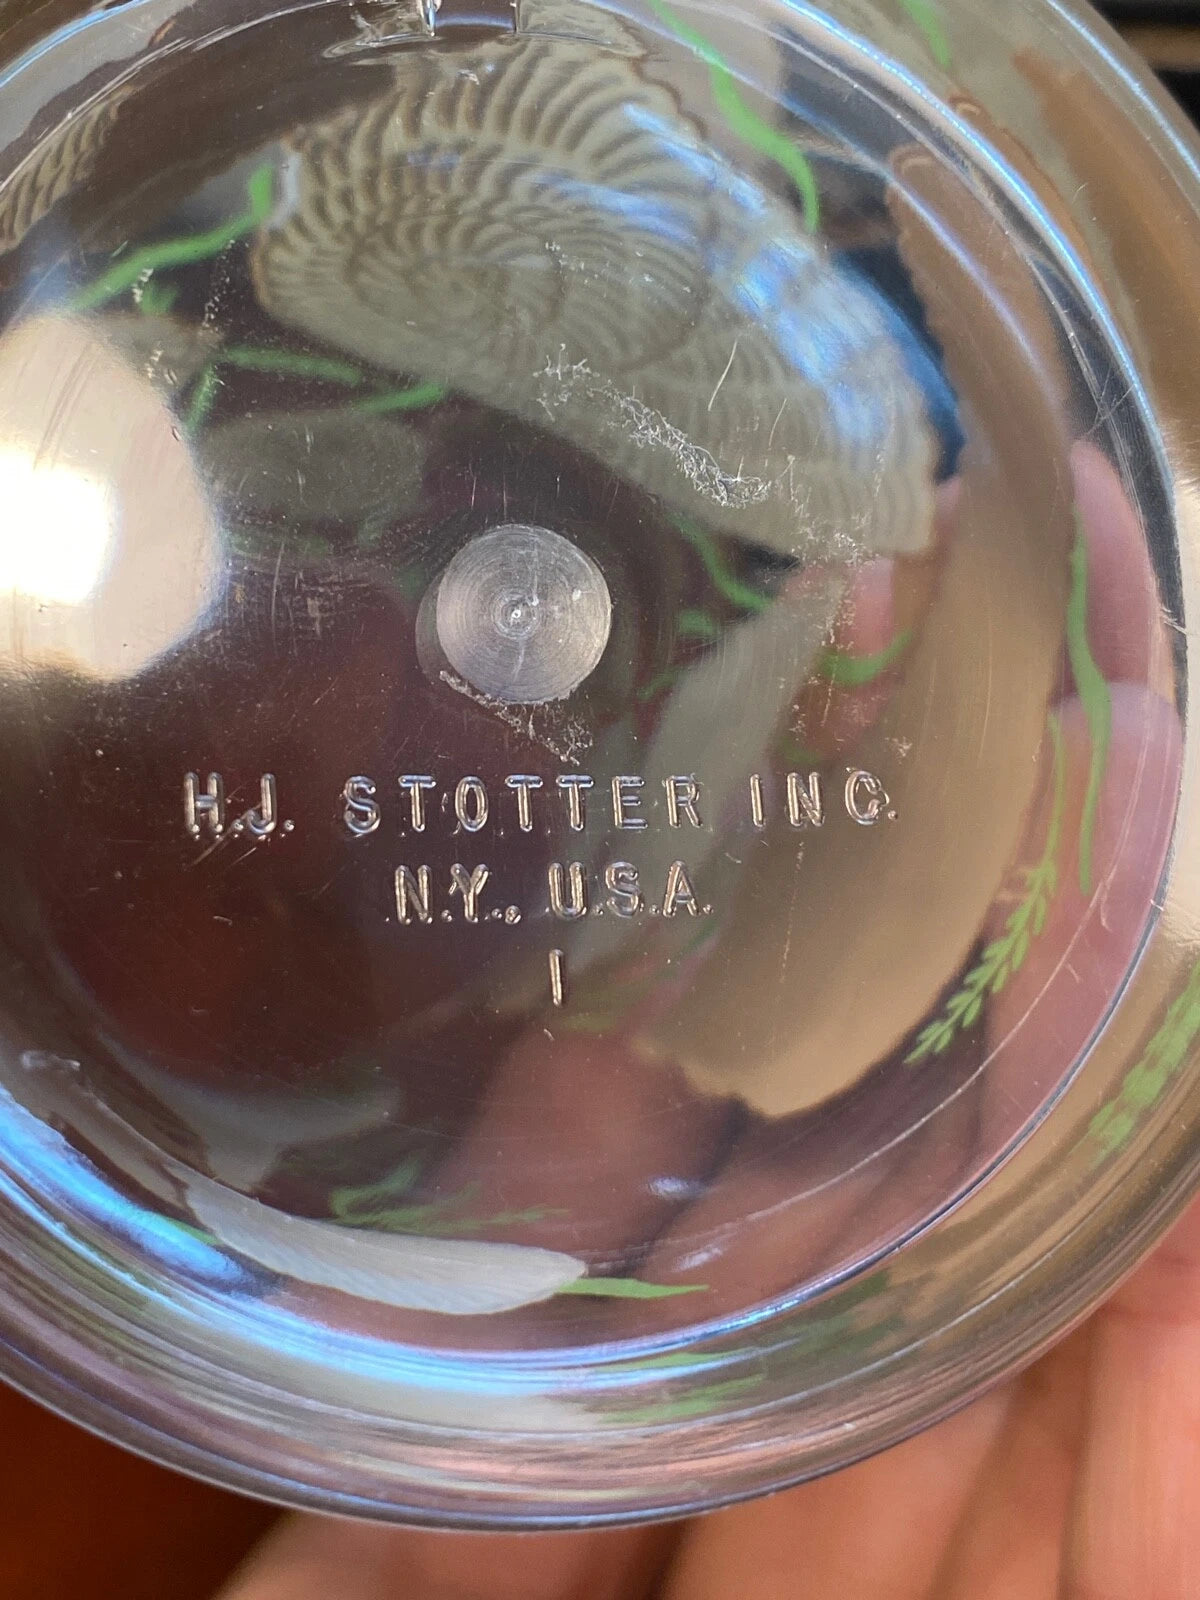 H.J. STOTTER INC.
N.Y., U.S.A.
1